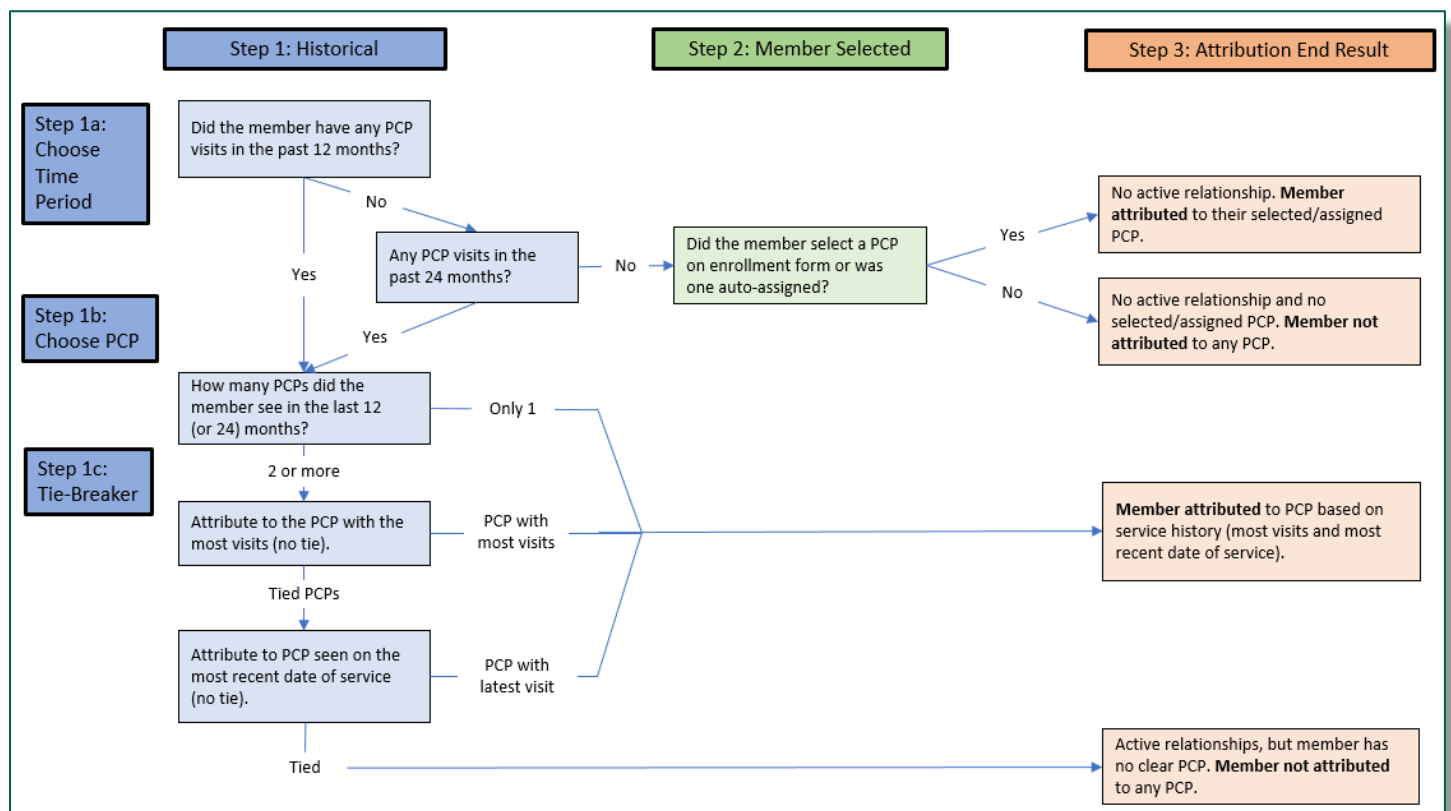 Step 1: Historical
Step 2: Member Selected
Step 3: Attribution End Result
Step 1a:
Choose
Time
Period
Did the member have any PCP
visits in the past 12 months?
No
Yes
Any PCP visits in the
past 24 months?
No
Did the member select a PCP
on enrollment form or was
one auto-assigned?
Yes
No active relationship. Member
attributed to their selected/assigned
PCP.
No
No active relationship and no
selected/assigned PCP. Member not
attributed to any PCP.
Step 1b:
Choose PCP
Yes
How many PCPs did the
member see in the last 12
(or 24) months?
Only 1
2 or more
Step 1c:
Tie-Breaker
Attribute to the PCP with the
most visits (no tie).
PCP with
most visits
Member attributed to PCP based on
service history (most visits and most
recent date of service).
Tied PCPs
Attribute to PCP seen on the
most recent date of service
(no tie).
PCP with
latest visit
Tied
Active relationships, but member has
no clear PCP. Member not attributed
to any PCP.